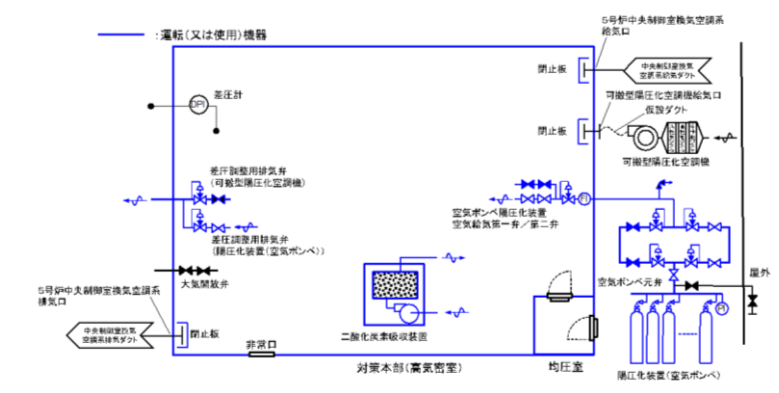 ：運転(又は使用)機器
5号炉中央制御室換気空調系
給気口
閉止板
中央制御室換気
空調系給気ダクト
可搬型陽圧化空調機給気口
仮設ダクト
閉止板
可搬型陽圧化空調機
差圧計
DPI
差圧調整用排気弁
(可搬型陽圧化空調機)
差圧調整用排気弁
(陽圧化装置(空気ボンベ))
空気ボンベ陽圧化装置
空気給気第一弁／第二弁
FI
大気開放弁
空気ボンベ元弁
屋外
PI
5号炉中央制御室換気空調系
排気口
中央制御室換気
空調系排気ダクト
閉止板
非常口
二酸化炭素吸収装置
対策本部(高気密室)
均圧室
陽圧化装置(空気ボンベ)